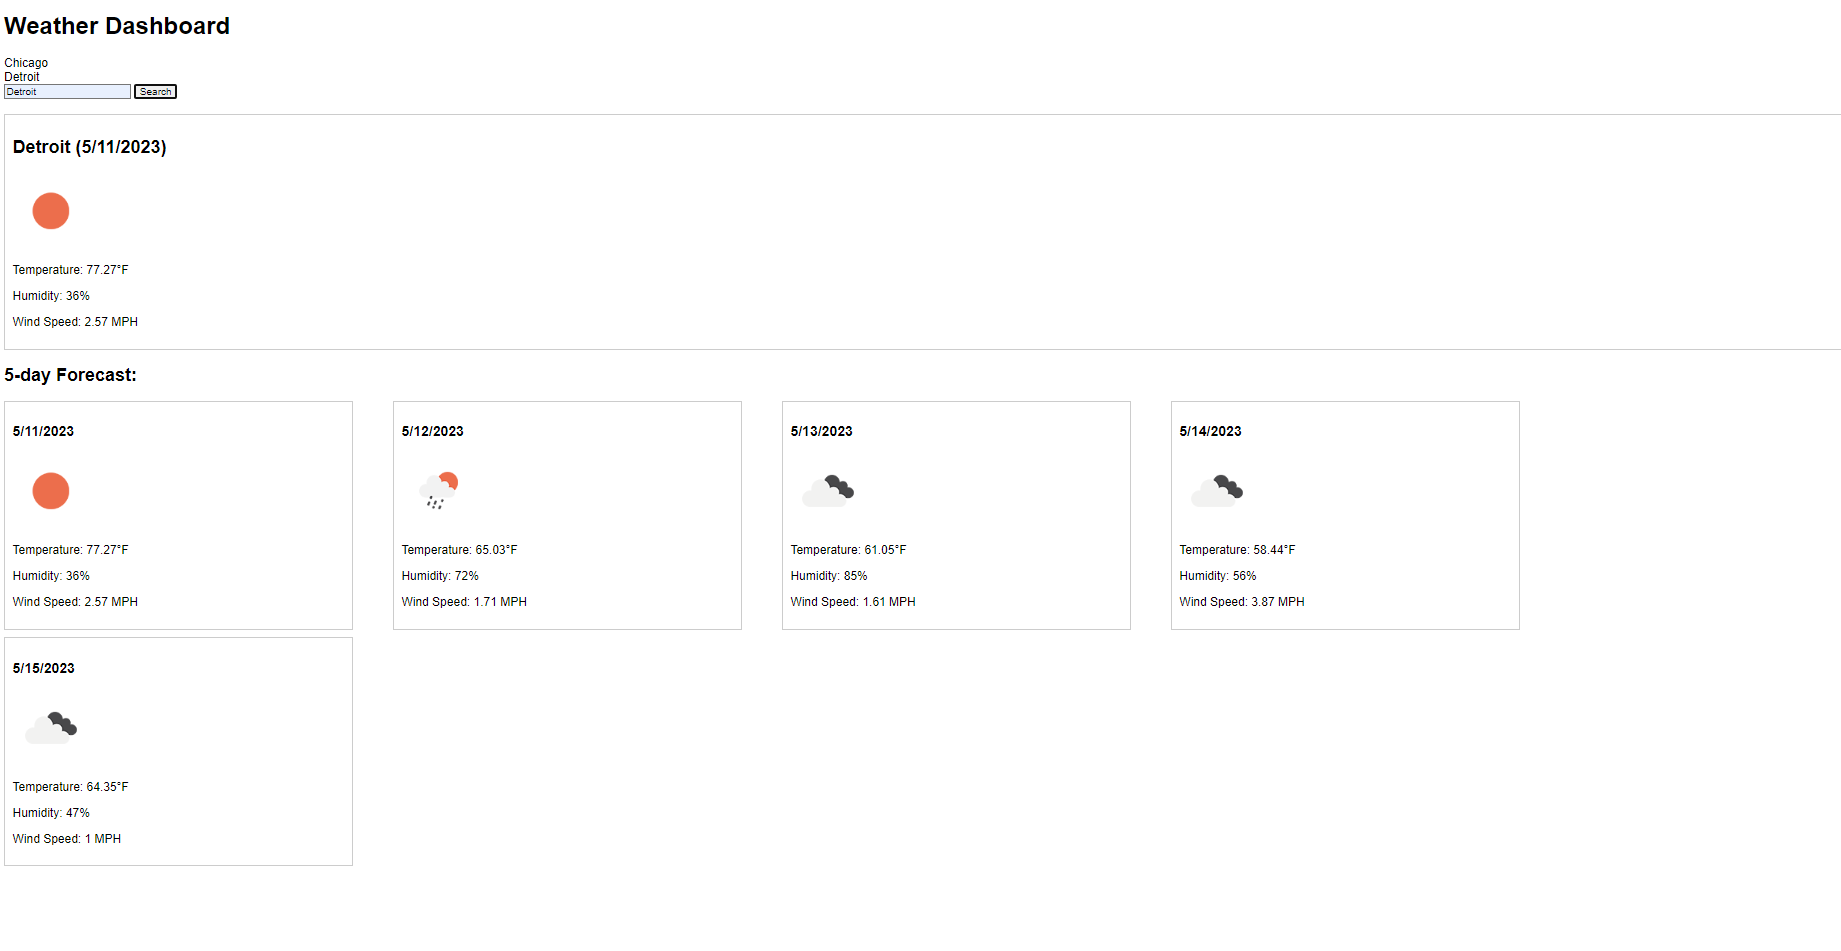 Weather Dashboard
Chicago
Detroit
Detroit Search
Detroit (5/11/2023)
Temperature: 77.27°F
Humidity: 36%
Wind Speed: 2.57 MPH
5-day Forecast:
5/11/2023
Temperature: 77.27°F
Humidity: 36%
Wind Speed: 2.57 MPH
5/12/2023
Temperature: 65.03°F
Humidity: 72%
Wind Speed: 1.71 MPH
5/13/2023
Temperature: 61.05°F
Humidity: 85%
Wind Speed: 1.61 MPH
5/14/2023
Temperature: 58.44°F
Humidity: 56%
Wind Speed: 3.87 MPH
5/15/2023
Temperature: 64.35°F
Humidity: 47%
Wind Speed: 1 MPH